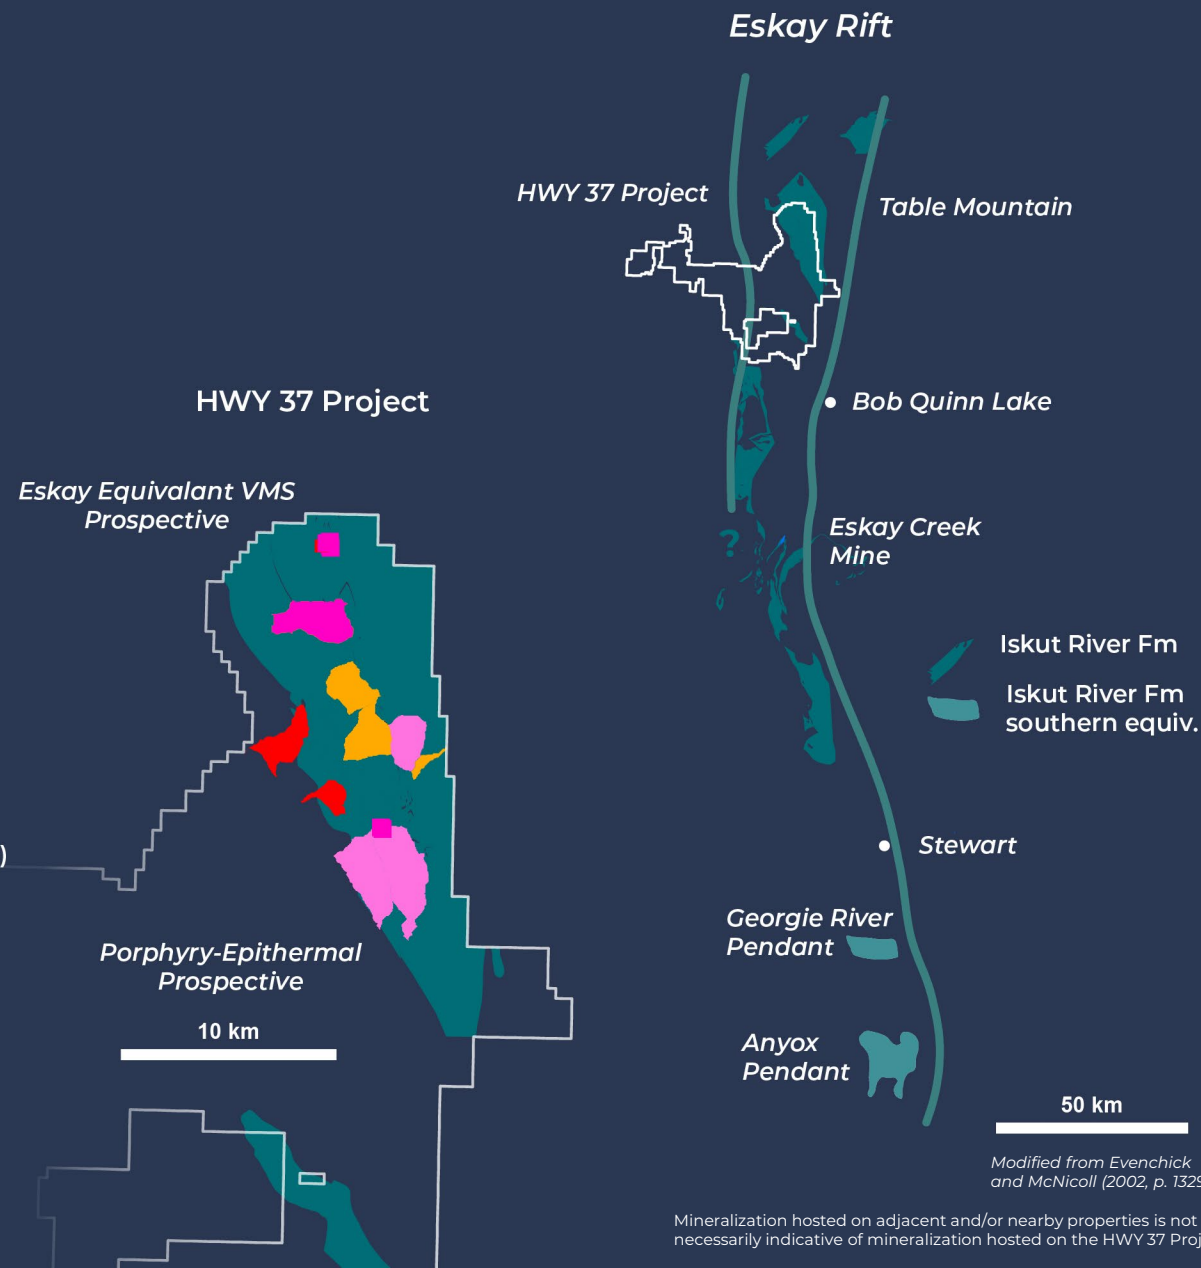 Eskay Rift
HWY 37 Project
Table Mountain
HWY 37 Project
Bob Quinn Lake
Eskay Equivalant VMS
Prospective
?
Eskay Creek
Mine
Iskut River Fm
Iskut River Fm
southern equiv.
)
Stewart
Georgie River
Pendant
Porphyry-Epithermal
Prospective
10 km
Anyox
Pendant
50 km
Modified from Evenchick
and McNicoll (2002, p. 1329
Mineralization hosted on adjacent and/or nearby properties is not
necessarily indicative of mineralization hosted on the HWY 37 Proj